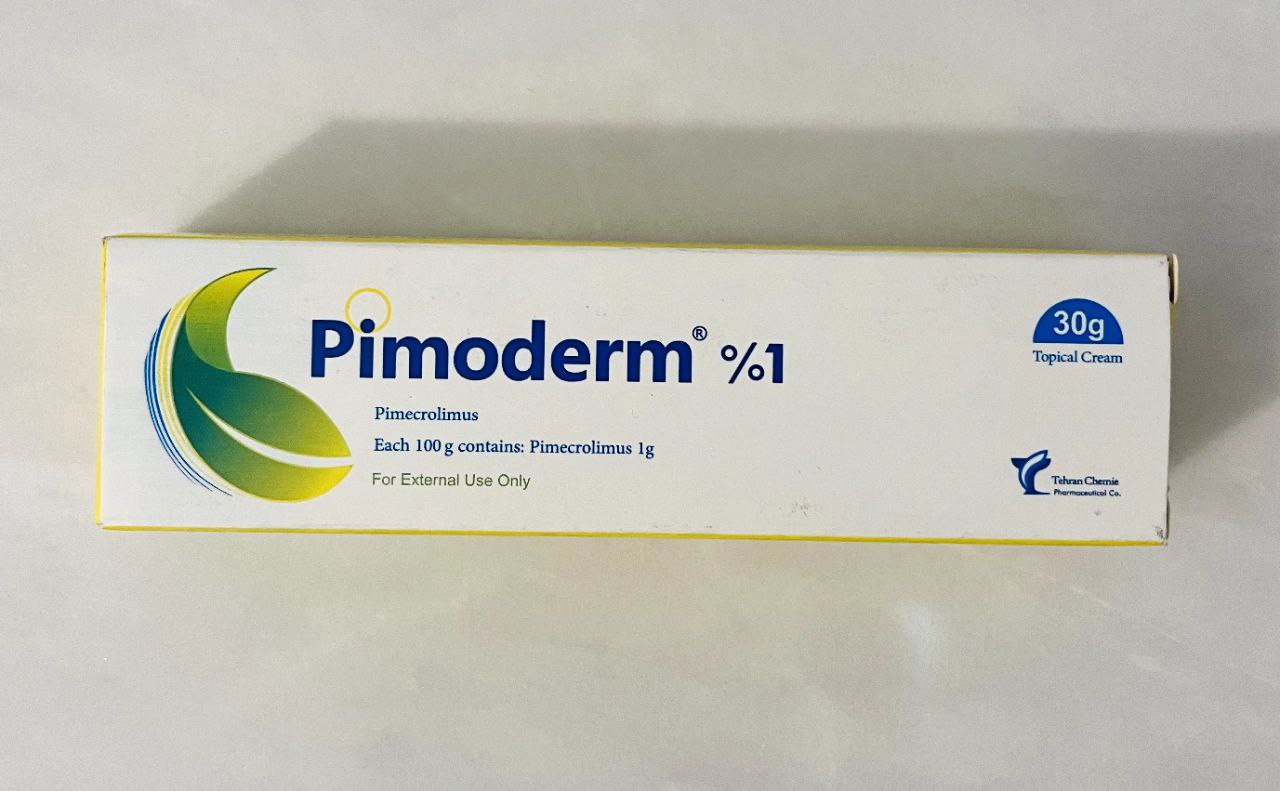 Pimoderm® %1
Pimecrolimus
Each 100 g contains: Pimecrolimus 1g
For External Use Only
30g
Topical Cream
Tehran Chemie
Pharmaceutical Co.